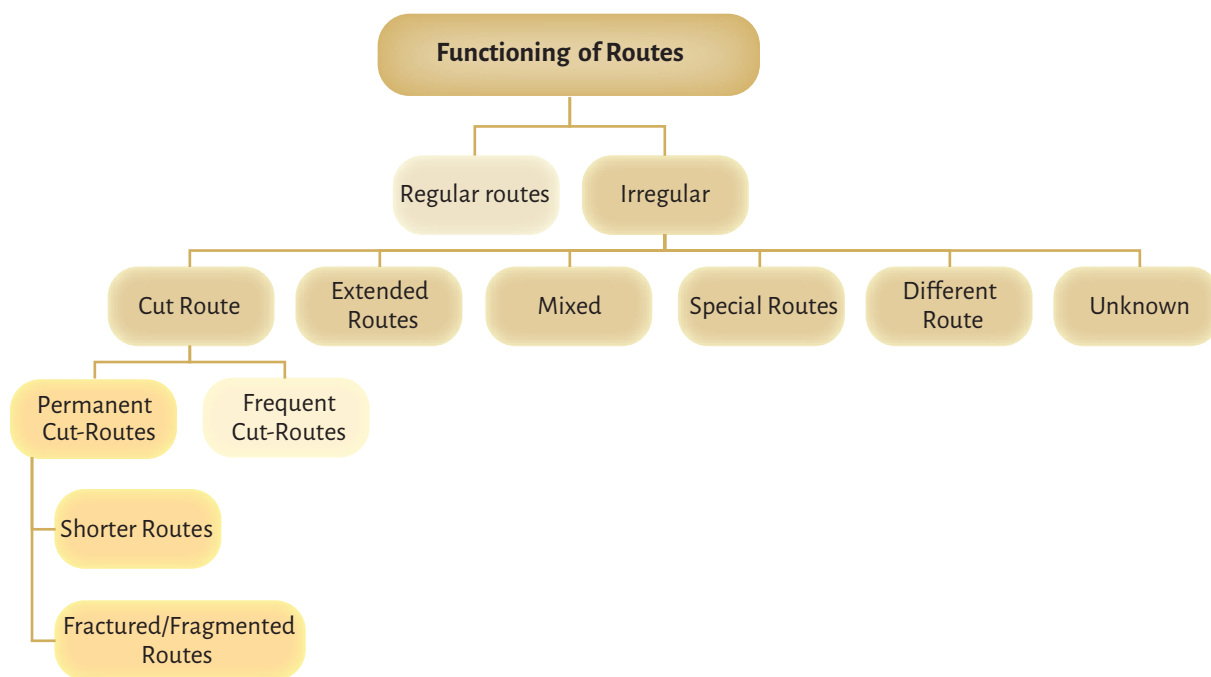 Functioning of Routes
Regular routes
Irregular
Cut Route
Extended
Routes
Mixed
Special Routes
Different
Route
Unknown
Permanent
Cut-Routes
Frequent
Cut-Routes
Shorter Routes
Fractured/Fragmented
Routes